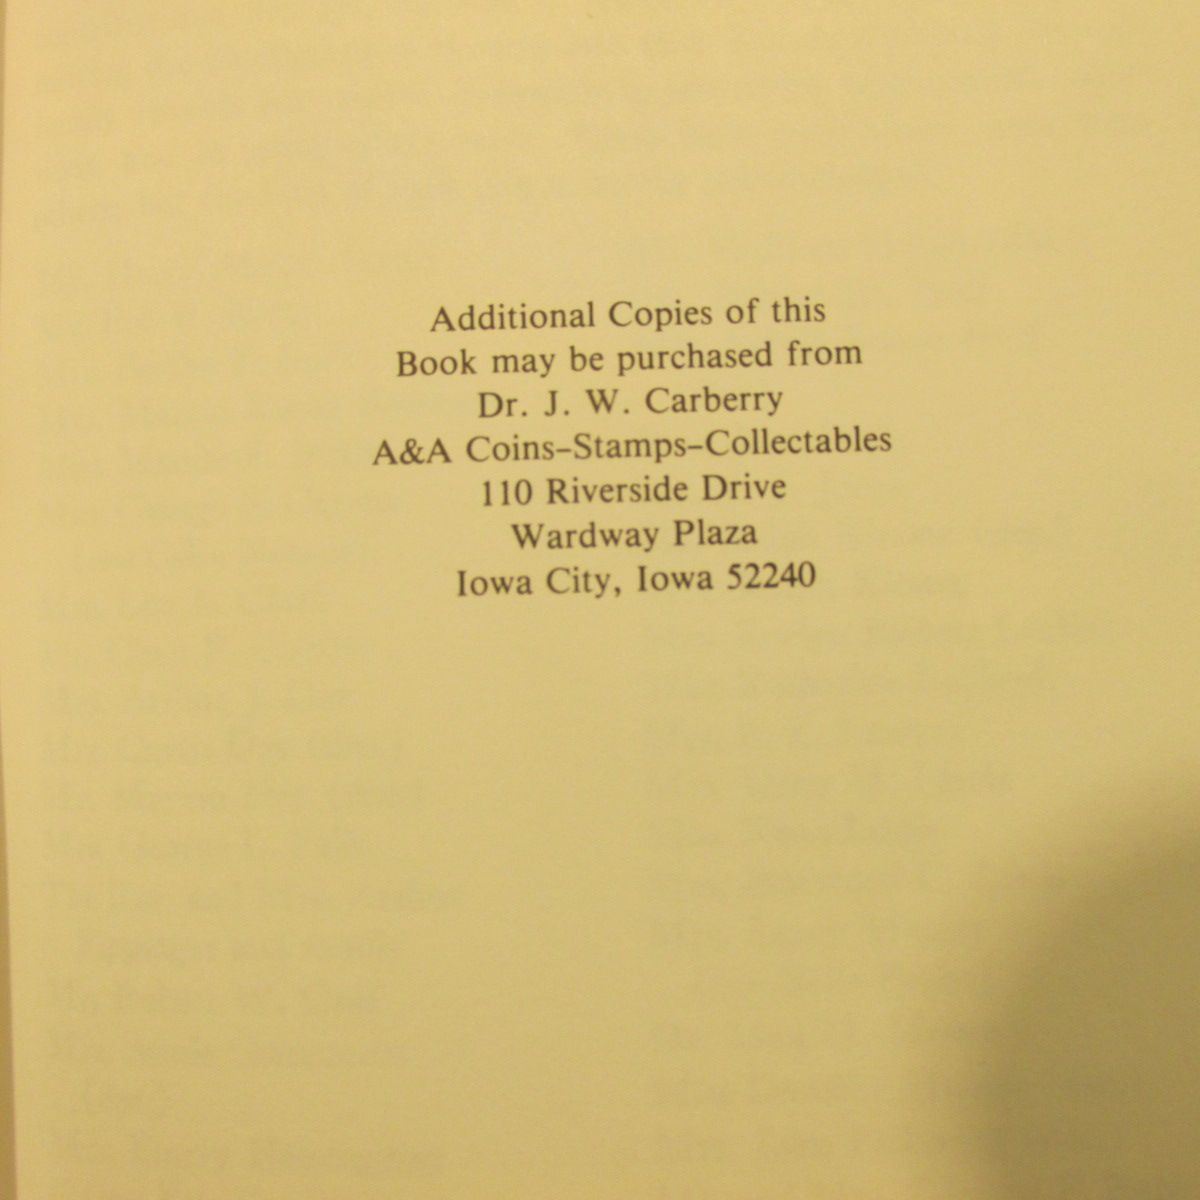 Additional Copies of this
Book may be purchased from
Dr. J. W. Carberry
A&A Coins–Stamps–Collectables
110 Riverside Drive
Wardway Plaza
Iowa City, Iowa 52240